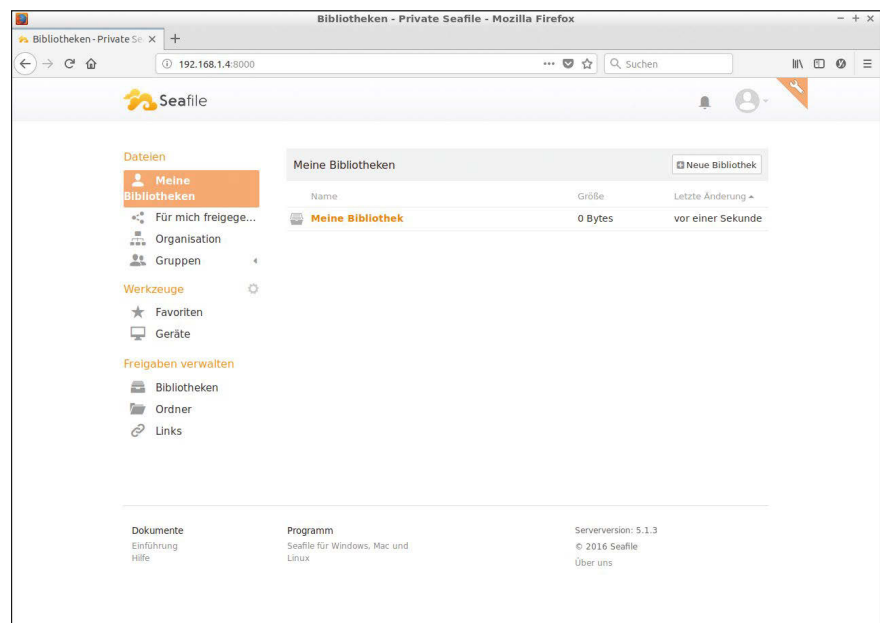 Bibliotheken - Private Seafile - Mozilla Firefox
Bibliotheken - Private Se
192.168.1.4:8000
Suchen
Seafile
Dateien
Meine
Bibliotheken
Für mich freigege...
Organisation
Gruppen
Werkzeuge
Favoriten
Geräte
Freigaben verwalten
Bibliotheken
Ordner
Links
Meine Bibliotheken
Neue Bibliothek
Name Größe Letzte Änderung
Meine Bibliothek 0 Bytes vor einer Sekunde
Dokumente
Einführung
Hilfe
Programm
Seafile für Windows, Mac und
Linux
Serverversion: 5.1.3
© 2016 Seafile
Über uns